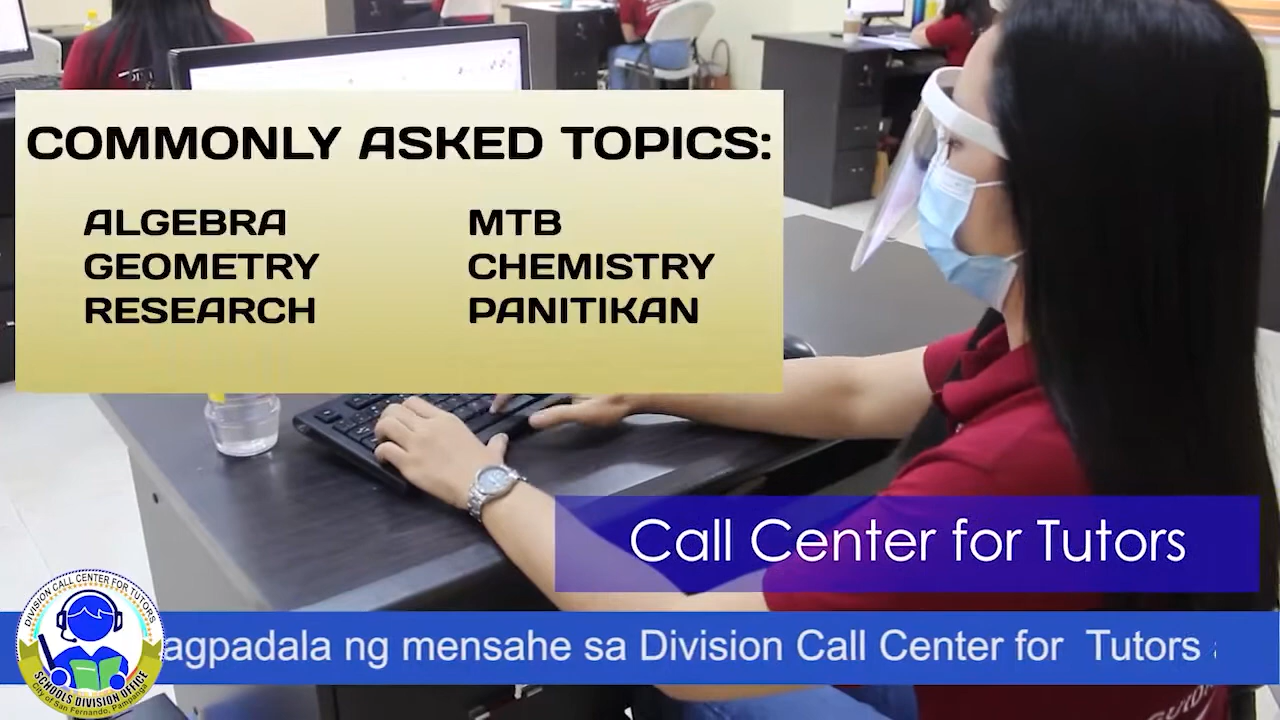 COMMONLY ASKED TOPICS:
ALGEBRA
GEOMETRY
RESEARCH
MTB
CHEMISTRY
PANITIKAN
Call Center for Tutors
agpadala ng mensahe sa Division Call Center for Tutors
DIVISION CALL CENTER FOR TUTORS
SCHOOLS DIVISION OFFICE
City of San Fernando, Pampanga